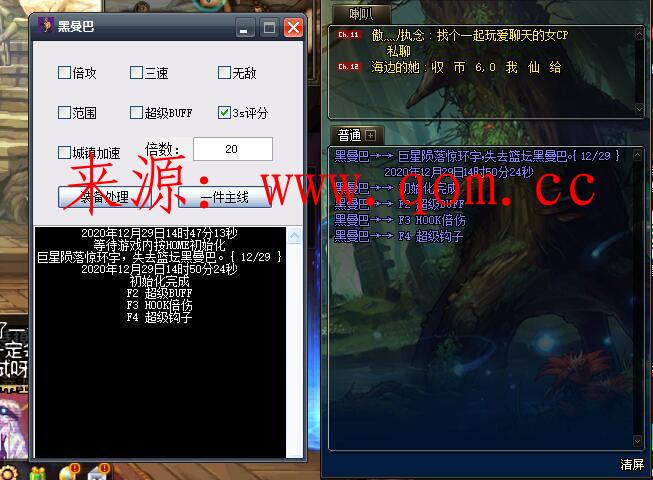 黑曼巴
倍攻
三速
无敌
范围
超级BUFF
3s评分
城镇加速
倍数：
20
装备处理
一件主线
2020年12月29日14时47分13秒
等待游戏内按HOME初始化
巨星陨落惊环宇，失去篮坛黑曼巴。{ 12/29 }
2020年12月29日14时50分24秒
初始化完成
F2 超级BUFF
F3 HOOK倍伤
F4 超级钩子
喇叭
Ch.11 傲灬/执念：找个一起玩爱聊天的女CP
私聊
Ch.12 海边的她：収 币 6,0 我 仙 给
普通
黑曼巴→→ 巨星陨落惊环宇,失去篮坛黑曼巴。{ 12/29 }
2020年12月29日14时50分24秒
黑曼巴→→ 初始化完成
黑曼巴→→ F2 超级BUFF
黑曼巴→→ F3 HOOK倍伤
黑曼巴→→ F4 超级钩子
清屏
来源：www.qom.cc
了一
一定
试呀